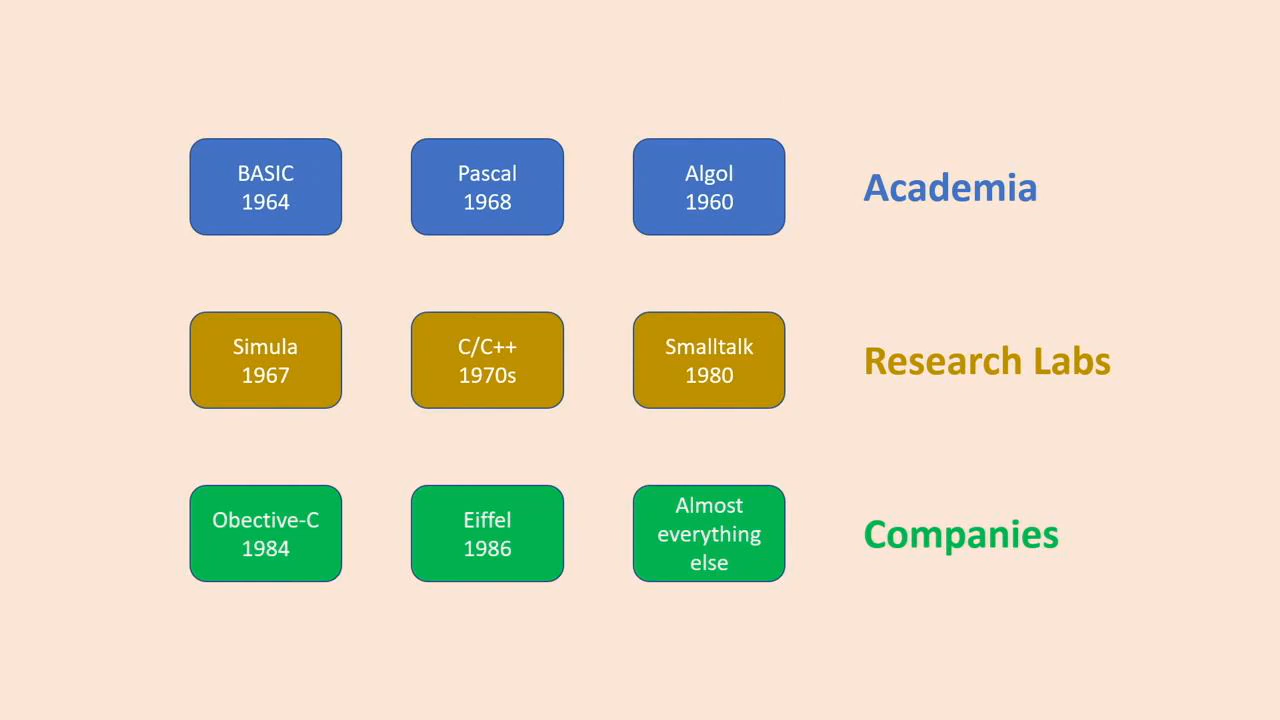 BASIC
1964
Pascal
1968
Algol
1960
Academia
Simula
1967
C/C++
1970s
Smalltalk
1980
Research Labs
Obective-C
1984
Eiffel
1986
Almost
everything
else
Companies